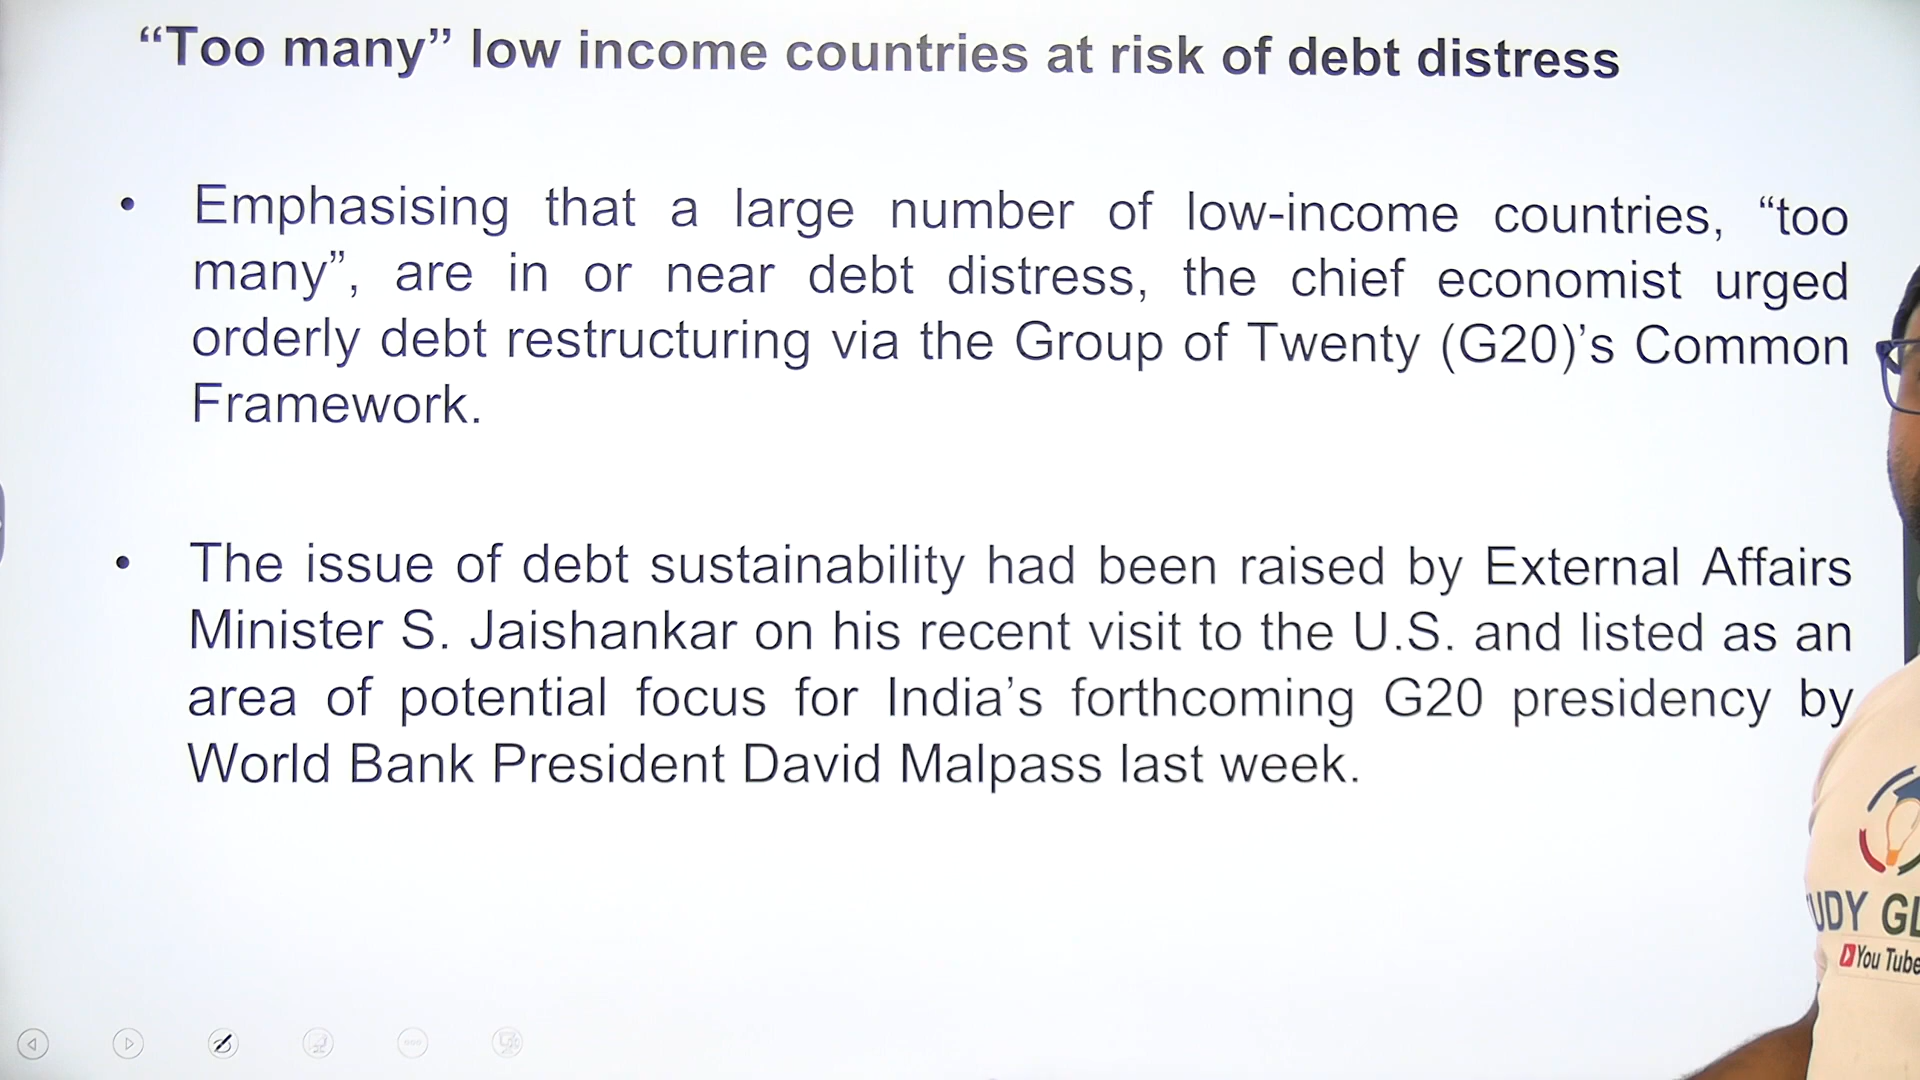 “Too many” low income countries at risk of debt distress
• Emphasising that a large number of low-income countries, “too
many”, are in or near debt distress, the chief economist urged
orderly debt restructuring via the Group of Twenty (G20)’s Common
Framework.
• The issue of debt sustainability had been raised by External Affairs
Minister S. Jaishankar on his recent visit to the U.S. and listed as an
area of potential focus for India’s forthcoming G20 presidency by
World Bank President David Malpass last week.
UDY GL
You Tube